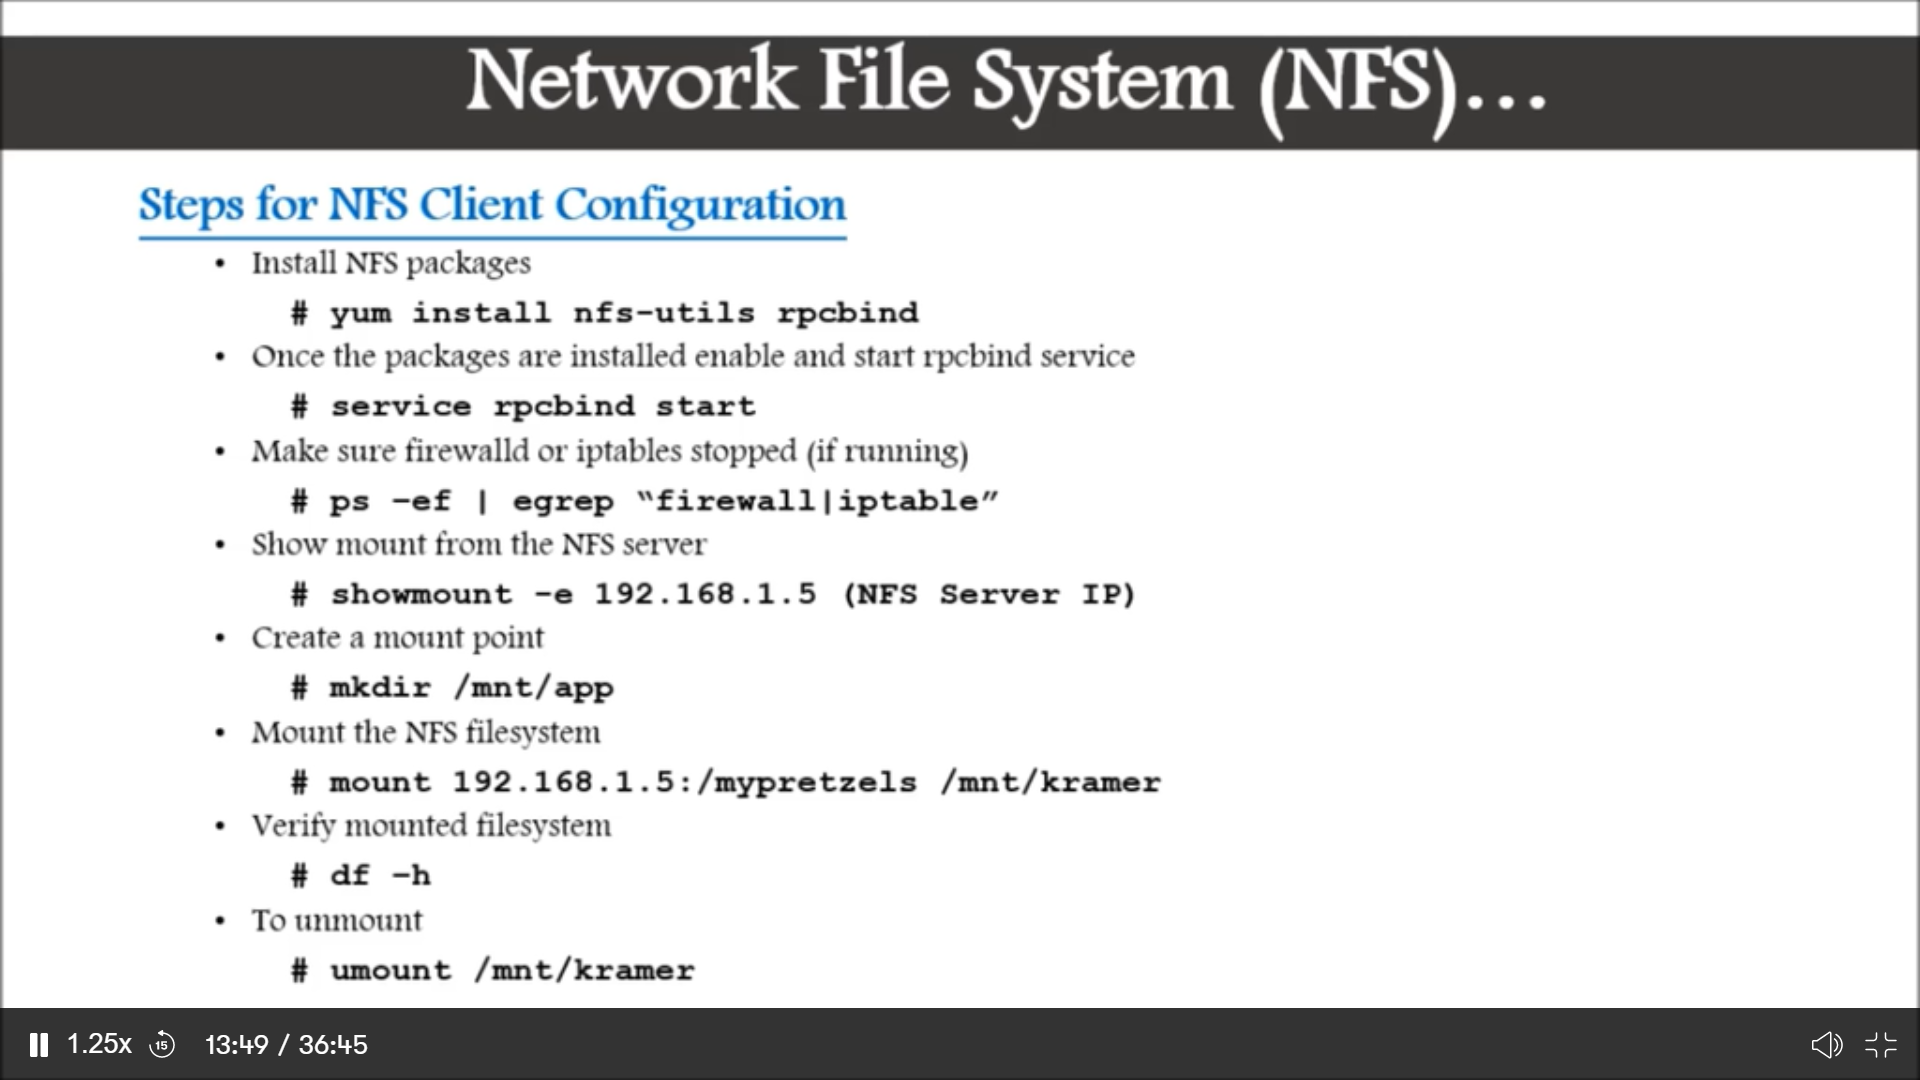 Network File System (NFS)...
Steps for NFS Client Configuration
• Install NFS packages
# yum install nfs-utils rpcbind
• Once the packages are installed enable and start rpcbind service
# service rpcbind start
• Make sure firewalld or iptables stopped (if running)
# ps –ef | egrep “firewall|iptable”
• Show mount from the NFS server
# showmount -e 192.168.1.5 (NFS Server IP)
• Create a mount point
# mkdir /mnt/app
• Mount the NFS filesystem
# mount 192.168.1.5:/mypretzels /mnt/kramer
• Verify mounted filesystem
# df –h
• To unmount
# umount /mnt/kramer
1.25x 15 13:49 / 36:45